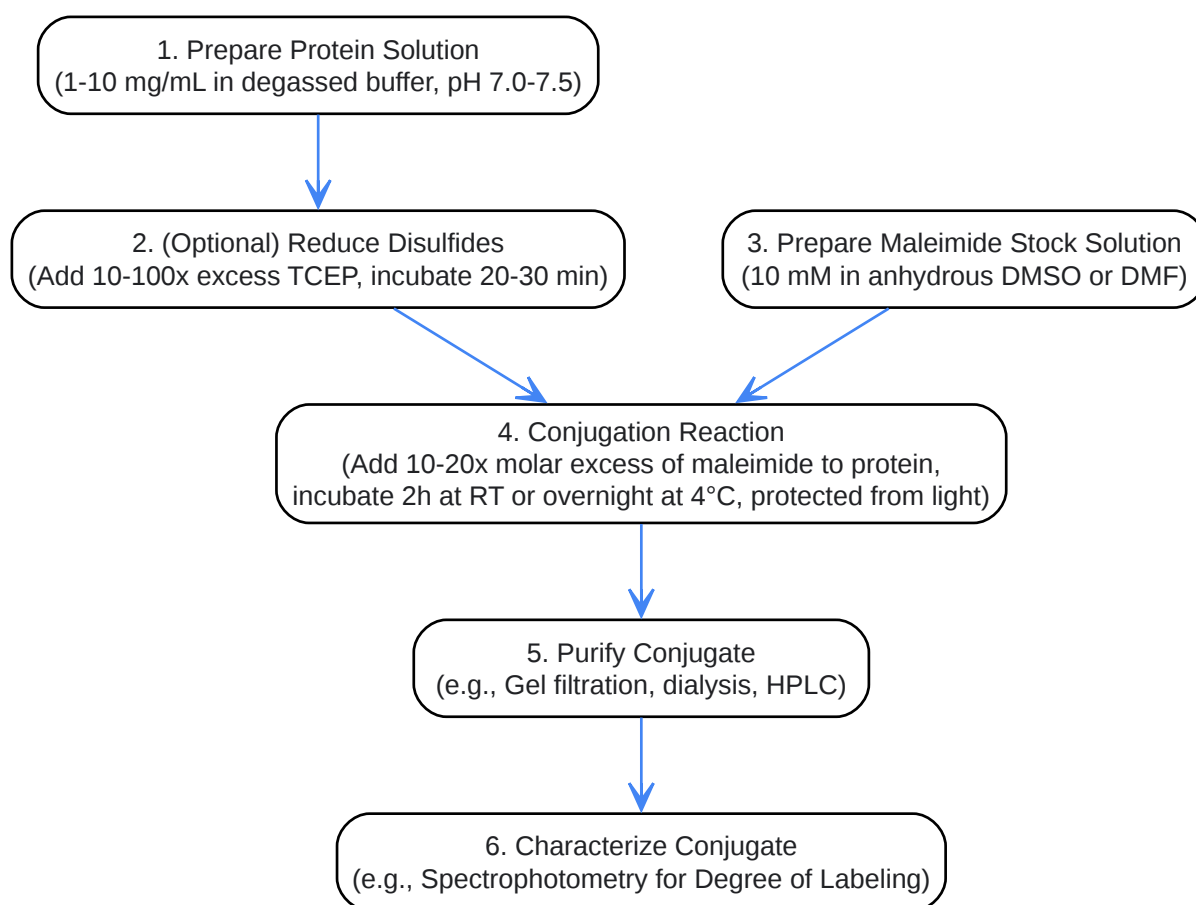 1. Prepare Protein Solution
(1-10 mg/mL in degassed buffer, pH 7.0-7.5)
2. (Optional) Reduce Disulfides
(Add 10-100x excess TCEP, incubate 20-30 min)
3. Prepare Maleimide Stock Solution
(10 mM in anhydrous DMSO or DMF)
4. Conjugation Reaction
(Add 10-20x molar excess of maleimide to protein,
incubate 2h at RT or overnight at 4°C, protected from light)
5. Purify Conjugate
(e.g., Gel filtration, dialysis, HPLC)
6. Characterize Conjugate
(e.g., Spectrophotometry for Degree of Labeling)